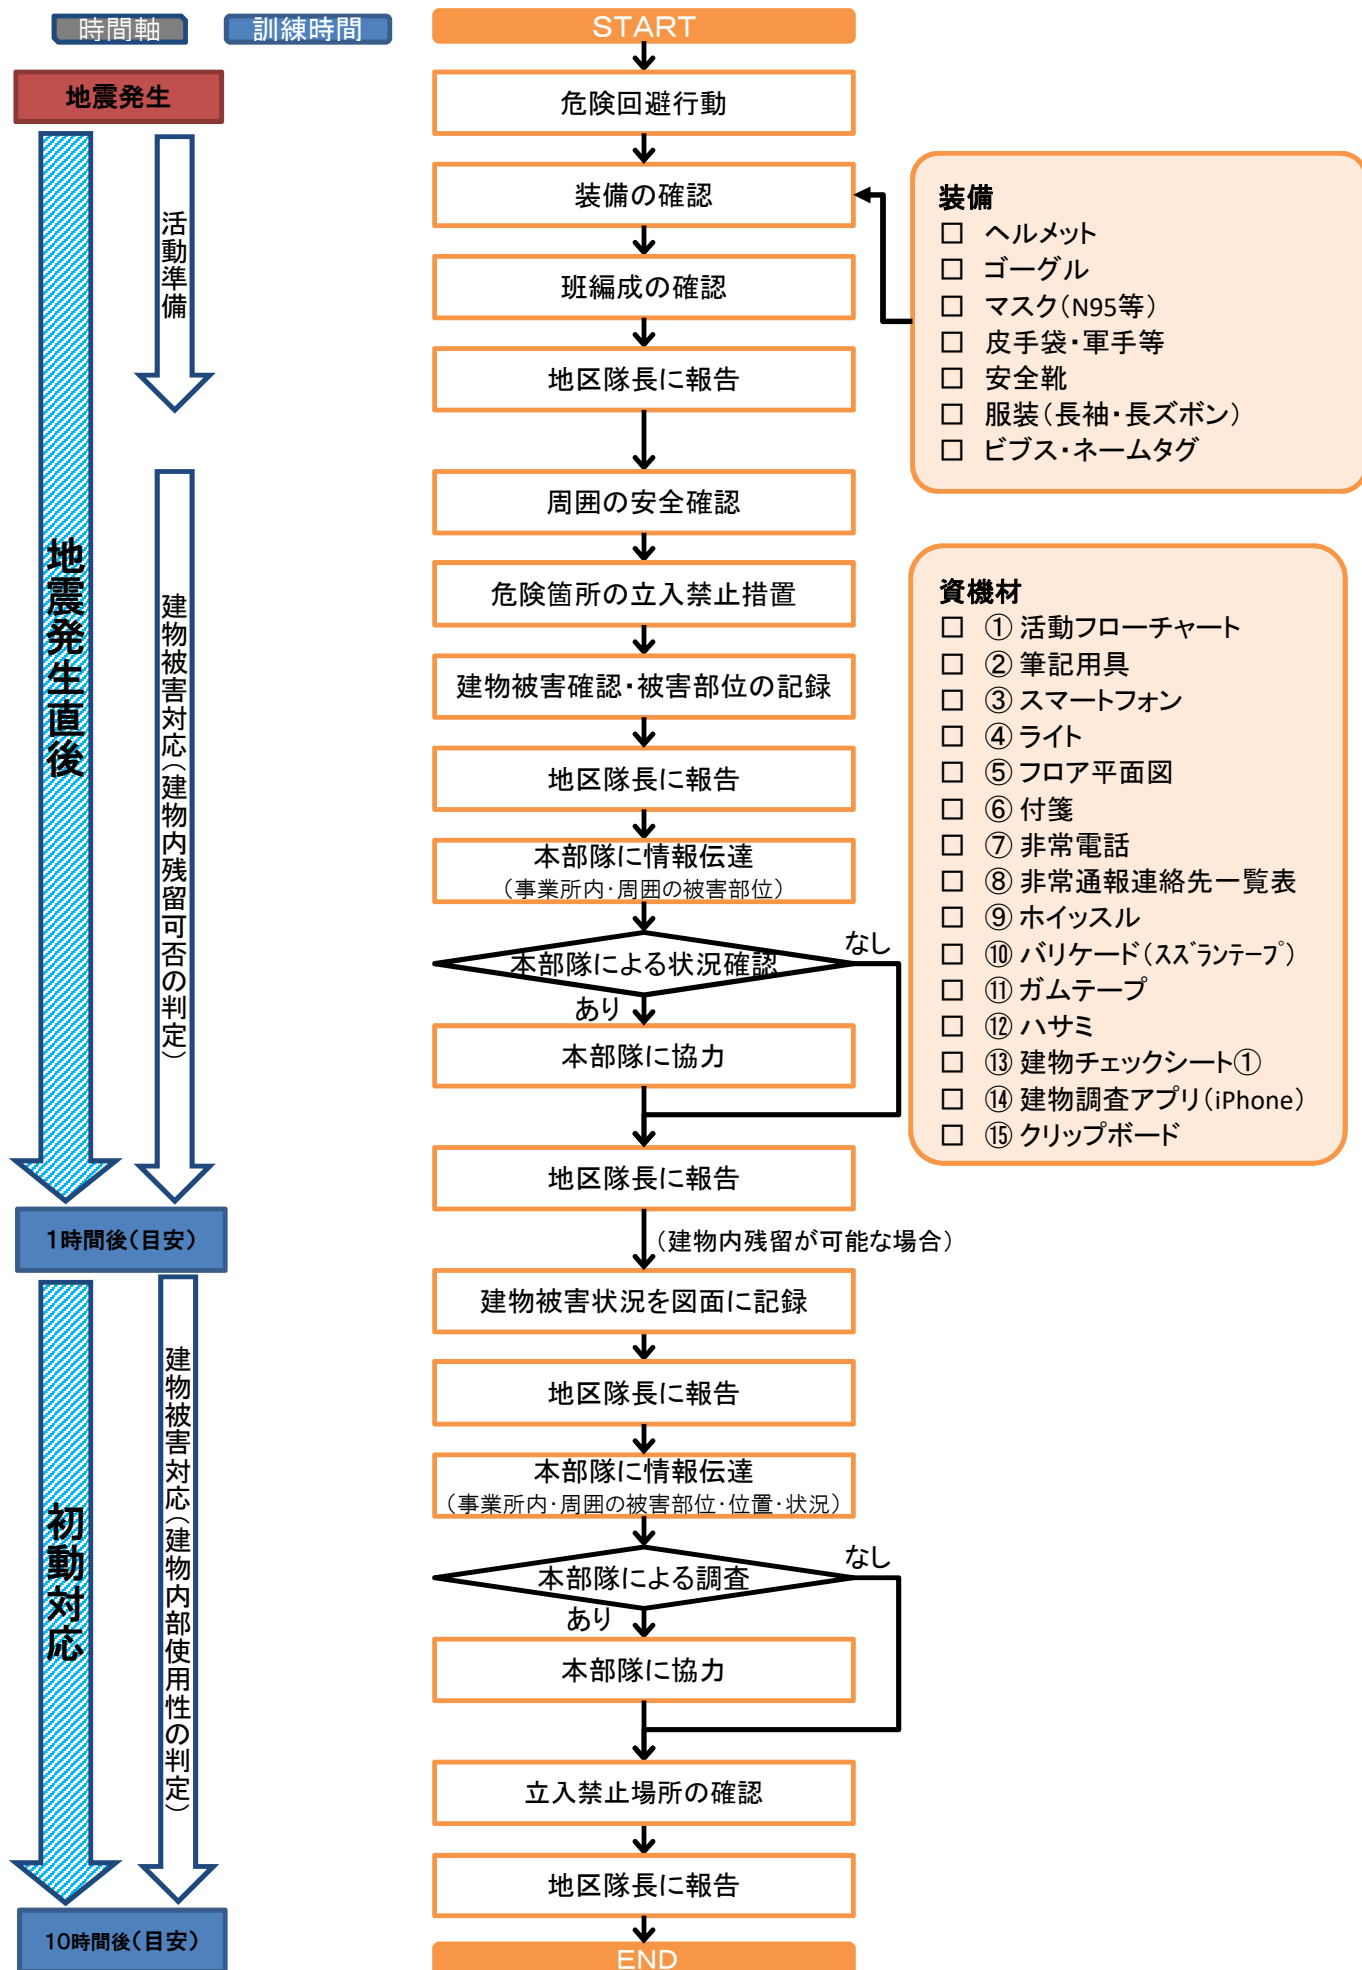 時間軸
訓練時間
START
地震発生
危険回避行動
装備の確認
班編成の確認
地区隊長に報告
活動準備
装備
□ ヘルメット
□ ゴーグル
□ マスク（N95等）
□ 皮手袋・軍手等
□ 安全靴
□ 服装（長袖・長ズボン）
□ ビブス・ネームタグ
地震発生直後
建物被害対応（建物内残留可否の判定）
周囲の安全確認
危険箇所の立入禁止措置
建物被害確認・被害部位の記録
地区隊長に報告
本部隊に情報伝達
（事業所内・周囲の被害部位）
本部隊による状況確認
なし
あり
本部隊に協力
地区隊長に報告
資機材
□ ①活動フローチャート
□ ②筆記用具
□ ③スマートフォン
□ ④ライト
□ ⑤フロア平面図
□ ⑥付箋
□ ⑦非常電話
□ ⑧非常通報連絡先一覧表
□ ⑨ホイッスル
□ ⑩バリケード（ｽｽﾞﾗﾝﾃｰﾌﾟ）
□ ⑪ガムテープ
□ ⑫ハサミ
□ ⑬建物チェックシート①
□ ⑭建物調査アプリ（iPhone）
□ ⑮クリップボード
1時間後（目安）
（建物内残留が可能な場合）
初動対応
建物被害対応（建物内部使用性の判定）
建物被害状況を図面に記録
地区隊長に報告
本部隊に情報伝達
（事業所内・周囲の被害部位・位置・状況）
本部隊による調査
なし
あり
本部隊に協力
立入禁止場所の確認
地区隊長に報告
10時間後（目安）
END